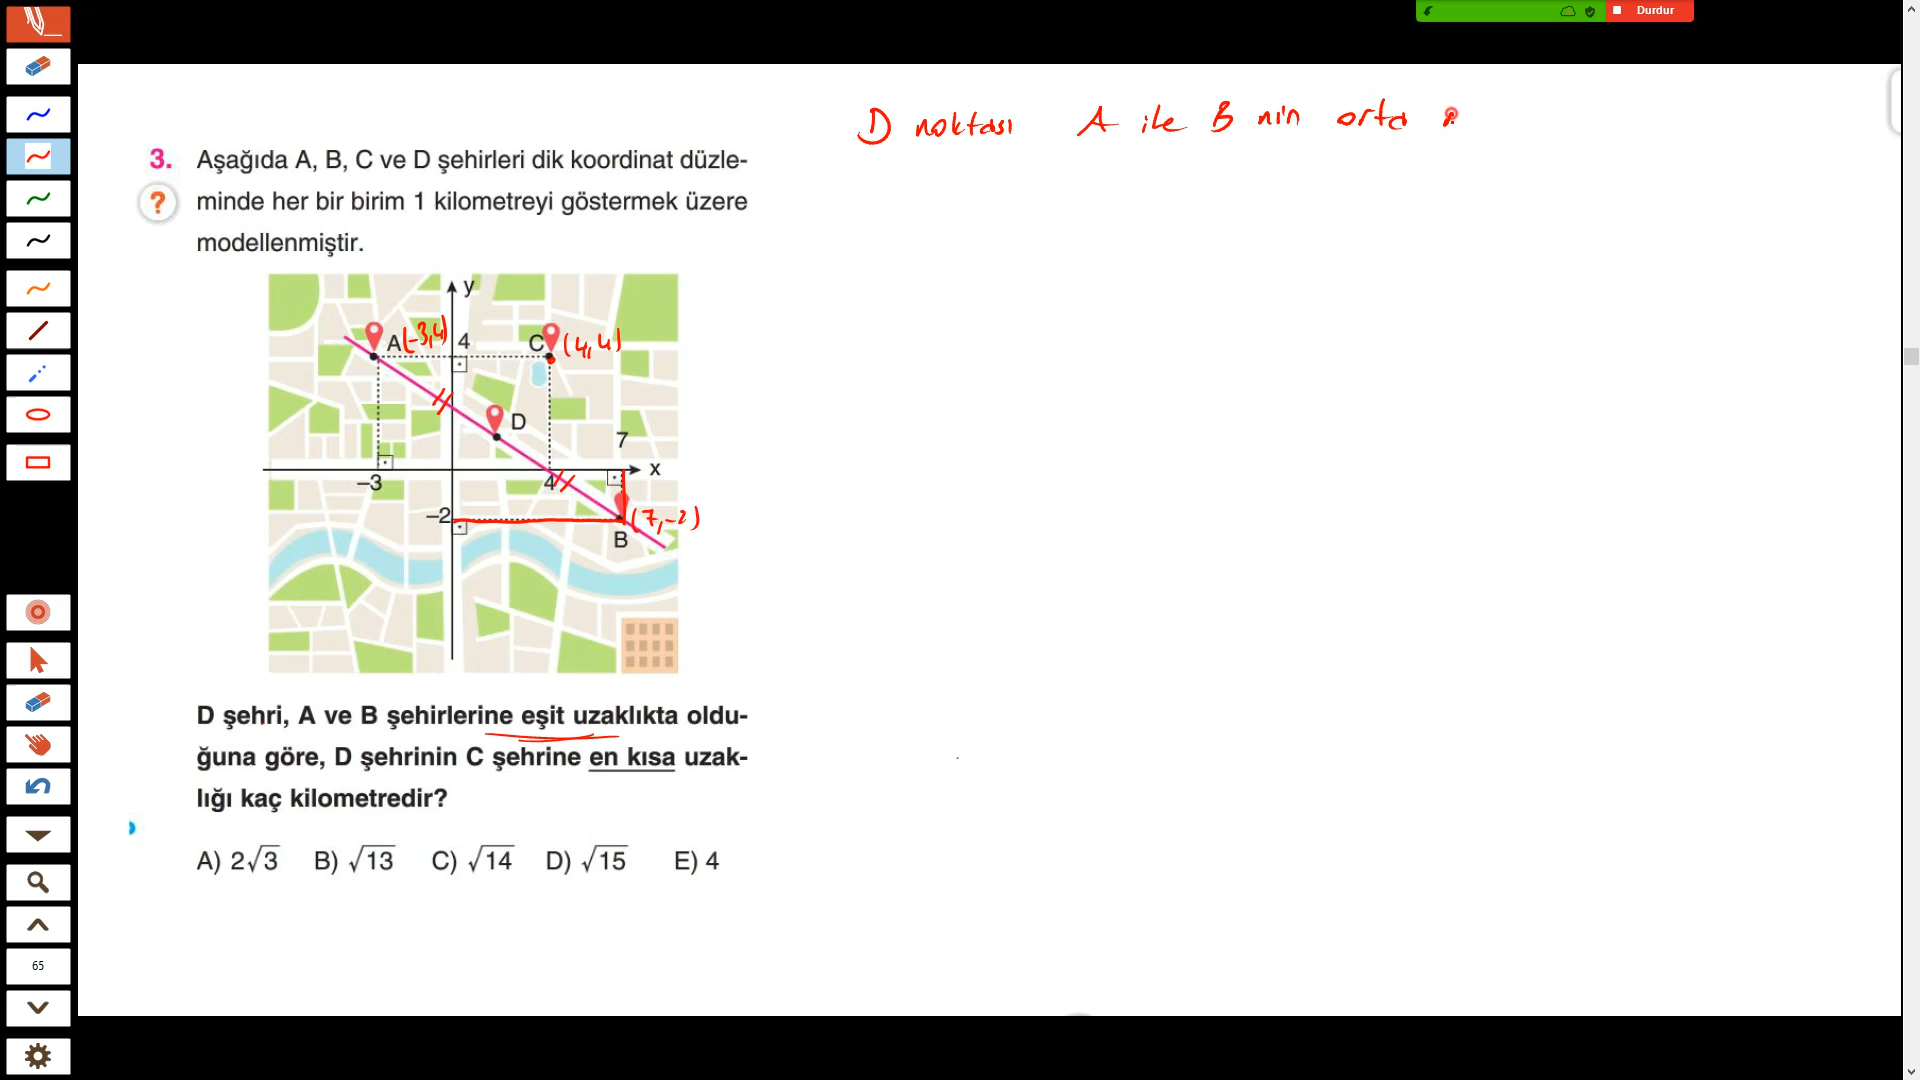 Durdur
D noktası A ile B nin orta
3. Aşağıda A, B, C ve D şehirleri dik koordinat düzle-
? minde her bir birim 1 kilometreyi göstermek üzere
modellenmiştir.
y
A(-3,4) 4 C (4,4)
D
7
x
-3 4
-2 (7,-2)
B
D şehri, A ve B şehirlerine eşit uzaklıkta oldu-
ğuna göre, D şehrinin C şehrine en kısa uzak-
lığı kaç kilometredir?
A) 2√3 B) √13 C) √14 D) √15 E) 4
65